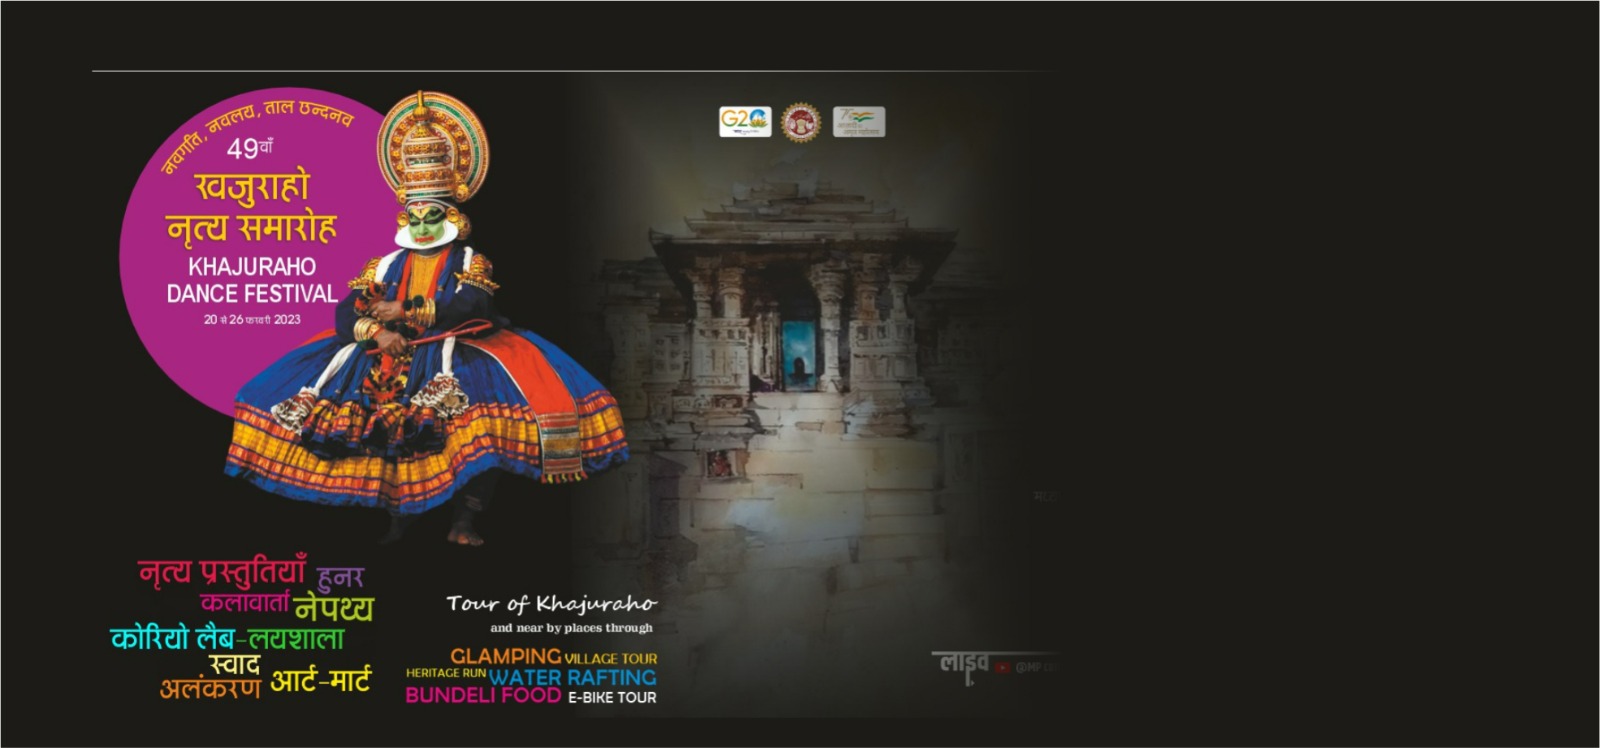 नवगति, नवलय, ताल छन्दनव
49वाँ
खजुराहो
नृत्य समारोह
KHAJURAHO
DANCE FESTIVAL
20 से 26 फरवरी 2023
G20
नृत्य प्रस्तुतियाँ हुनर
कलावार्ता नेपथ्य
कोरियो लैब-लयशाला
स्वाद
अलंकरण आर्ट-मार्ट
Tour of Khajuraho
and near by places through
GLAMPING VILLAGE TOUR
HERITAGE RUN WATER RAFTING
BUNDELI FOOD E-BIKE TOUR
लाइव @MP